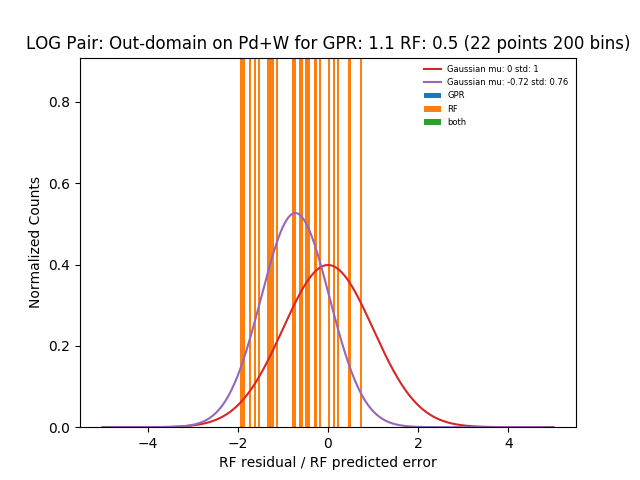 LOG Pair: Out-domain on Pd+W for GPR: 1.1 RF: 0.5 (22 points 200 bins)
Gaussian mu: 0 std: 1
Gaussian mu: -0.72 std: 0.76
GPR
RF
both
Normalized Counts
0.8
0.6
0.4
0.2
0.0
−4 −2 0 2 4
RF residual / RF predicted error